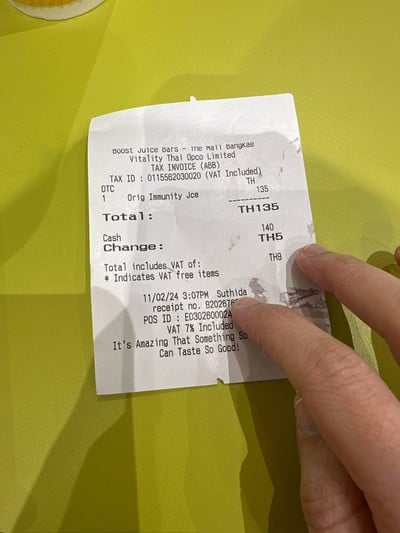 Boost Juice Bars - The Mall Bangkae
Vitality Thai Opco Limited
TAX INVOICE (ABB)
TAX ID : 0115562030020 (VAT Included)
OTC TH
1 Orig Immunity Jce 135
----------
Total: TH135
Cash 140
Change: TH5
Total includes VAT of: TH9
* Indicates VAT free items
11/02/24 3:07PM Suthida
receipt no.
POS ID :
VAT 7% Included
It's Amazing That Something So
Can Taste So Good!